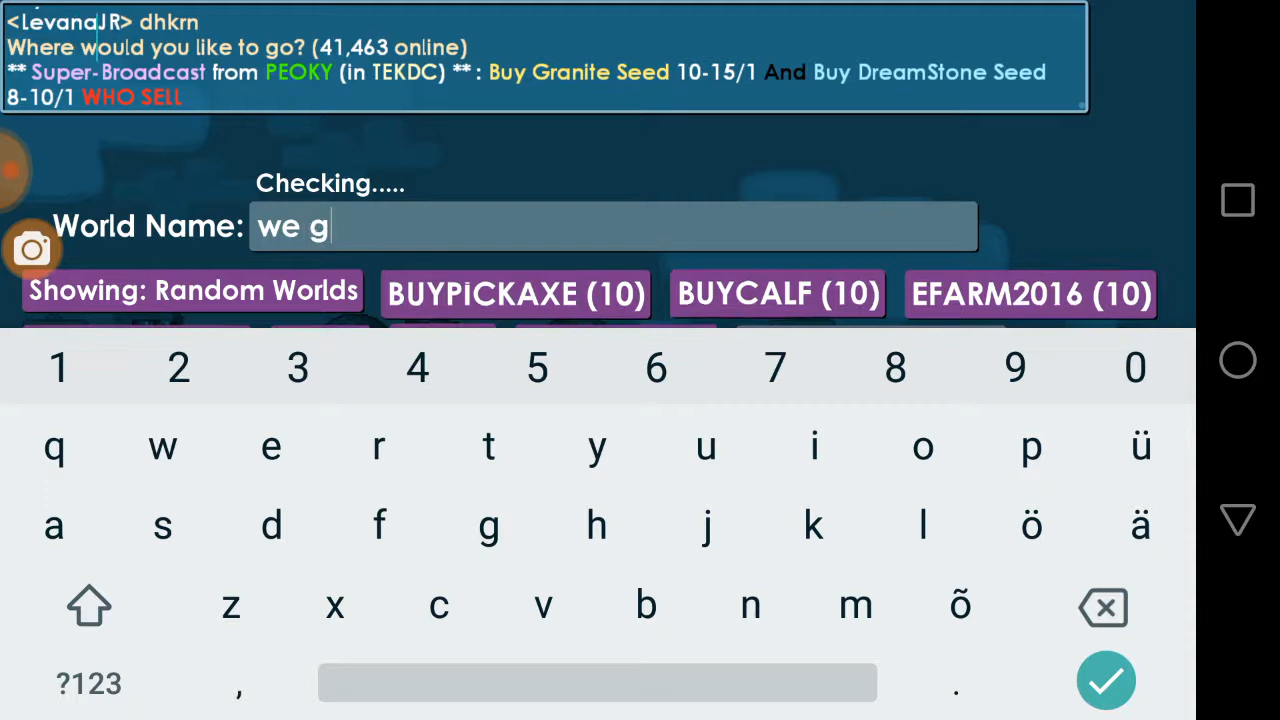 <LevanaJR> dhkrn
Where would you like to go? (41,463 online)
** Super-Broadcast from PEOKY (in TEKDC) ** : Buy Granite Seed 10-15/1 And Buy DreamStone Seed
8-10/1 WHO SELL
Checking.....
World Name: we g
Showing: Random Worlds BUYPİCKAXE (10) BUYCALF (10) EFARM2016 (10)
1 2 3 4 5 6 7 8 9 0
q w e r t y u i o p ü
a s d f g h j k l ö ä
z x c v b n m õ
?123 , .